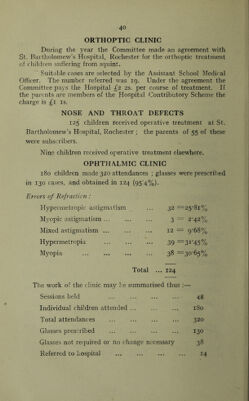 40
ORTHOPTIC CLINIC
During the year the Committee made an agreement with
St. Bartholomew's Hospital, Rochester for the orthoptic treatment
of children suffering from squint.
Suitable cases are selected by the Assistant School Medical
Officer. The number referred was 19. Under the agreement the
Committee pays the Hospital £2 2s. per course of treatment. If
the parents are members of the Hospital Contributory Scheme the
charge is £1 1s.
NOSE AND THROAT DEFECTS
125 children received operative treatment at St.
Bartholomew's Hospital, Rochester; the parents of 55 of these
were subscribers.
Nine children received operative treatment elsewhere.
OPHTHALMIC CLINIC
180 children made 320 attendances; glasses were prescribed
in 130 cases, and obtained in 124 (95·4%).
Errors of Refraction:
Hypermetropic astigmatism ... 32 = 25·81%
Myopic astigmatism ... ... ... 3 = 2·42%
Mixed astigmatism ... ... ... 12 = 9·68%
Hypermetropia ... ... ... 39 = 31·45%
Myopia ... ... ... 38 = 30·65%
Total ... 124
The work of the clinic may be summarised thus:—
Sessions held ... ... ... ... 48
Individual children attended ... ... ... 180
Total attendances ... ... ... 320
Glasses prescribed ... ... ... 130
Glasses not required or no change necessary 38
Referred to hospital ... ... ... ... 14